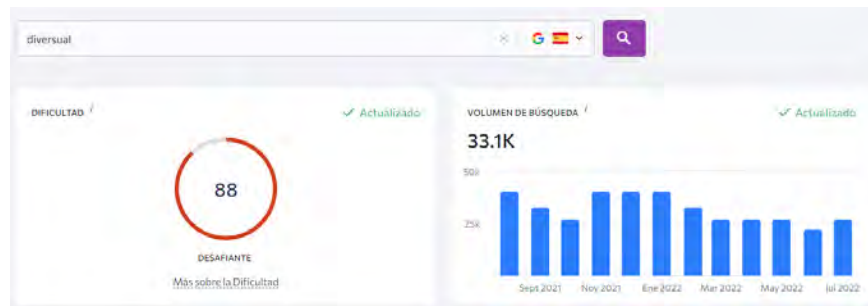 diversual
DIFICULTAD i
Actualizado
88
DESAFIANTE
Más sobre la Dificultad
VOLUMEN DE BÚSQUEDA i
Actualizado
33.1K
50k
25k
Sept 2021 Nov 2021 Ene 2022 Mar 2022 May 2022 Jul 2022